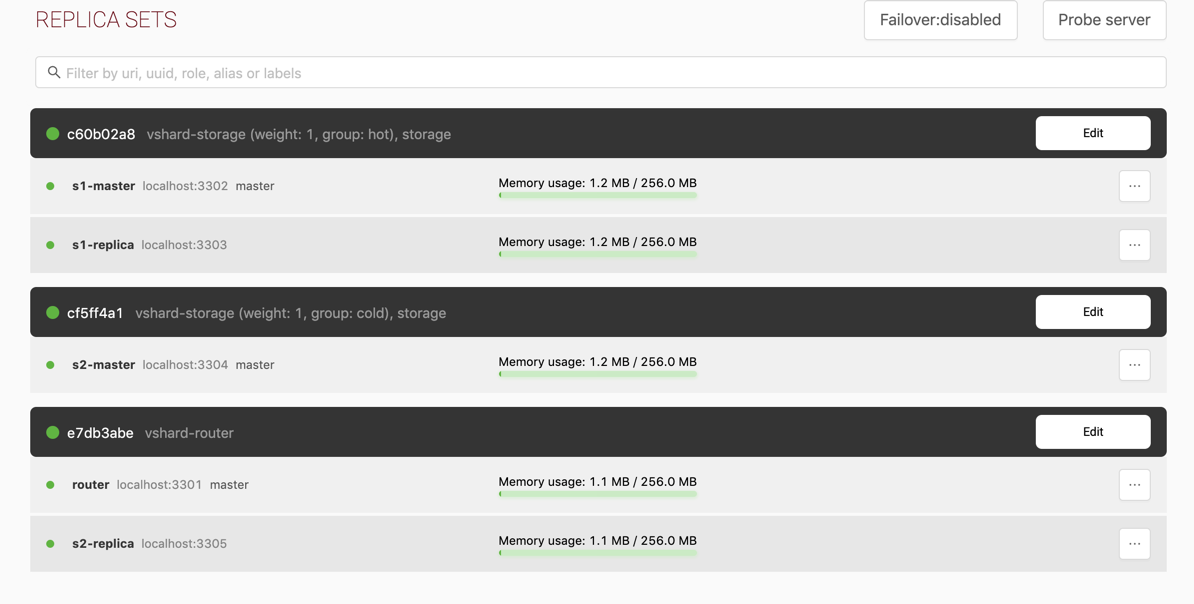 REPLICA SETS Failover:disabled Probe server
Filter by uri, uuid, role, alias or labels
c60b02a8 vshard-storage (weight: 1, group: hot), storage Edit
s1-master localhost:3302 master Memory usage: 1.2 MB / 256.0 MB ...
s1-replica localhost:3303 Memory usage: 1.2 MB / 256.0 MB ...
cf5ff4a1 vshard-storage (weight: 1, group: cold), storage Edit
s2-master localhost:3304 master Memory usage: 1.2 MB / 256.0 MB ...
e7db3abe vshard-router Edit
router localhost:3301 master Memory usage: 1.1 MB / 256.0 MB ...
s2-replica localhost:3305 Memory usage: 1.1 MB / 256.0 MB ...